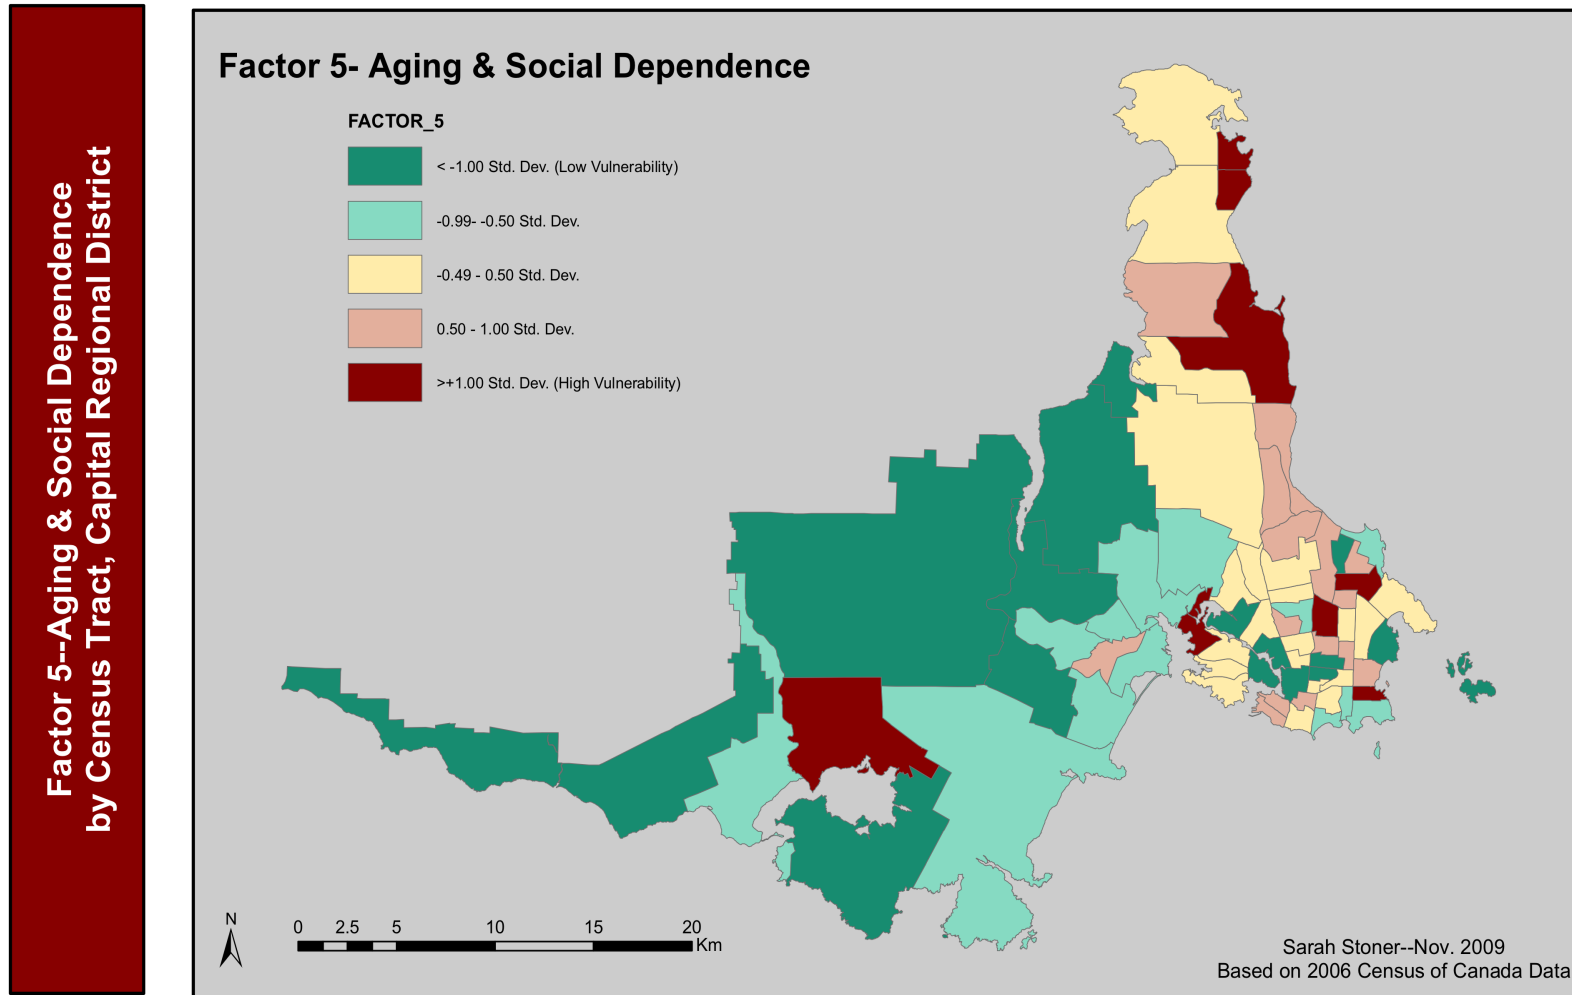 Factor 5--Aging & Social Dependence
by Census Tract, Capital Regional District
Factor 5- Aging & Social Dependence
FACTOR_5
< -1.00 Std. Dev. (Low Vulnerability)
-0.99- -0.50 Std. Dev.
-0.49 - 0.50 Std. Dev.
0.50 - 1.00 Std. Dev.
>+1.00 Std. Dev. (High Vulnerability)
N
0 2.5 5 10 15 20
Km
Sarah Stoner--Nov. 2009
Based on 2006 Census of Canada Data